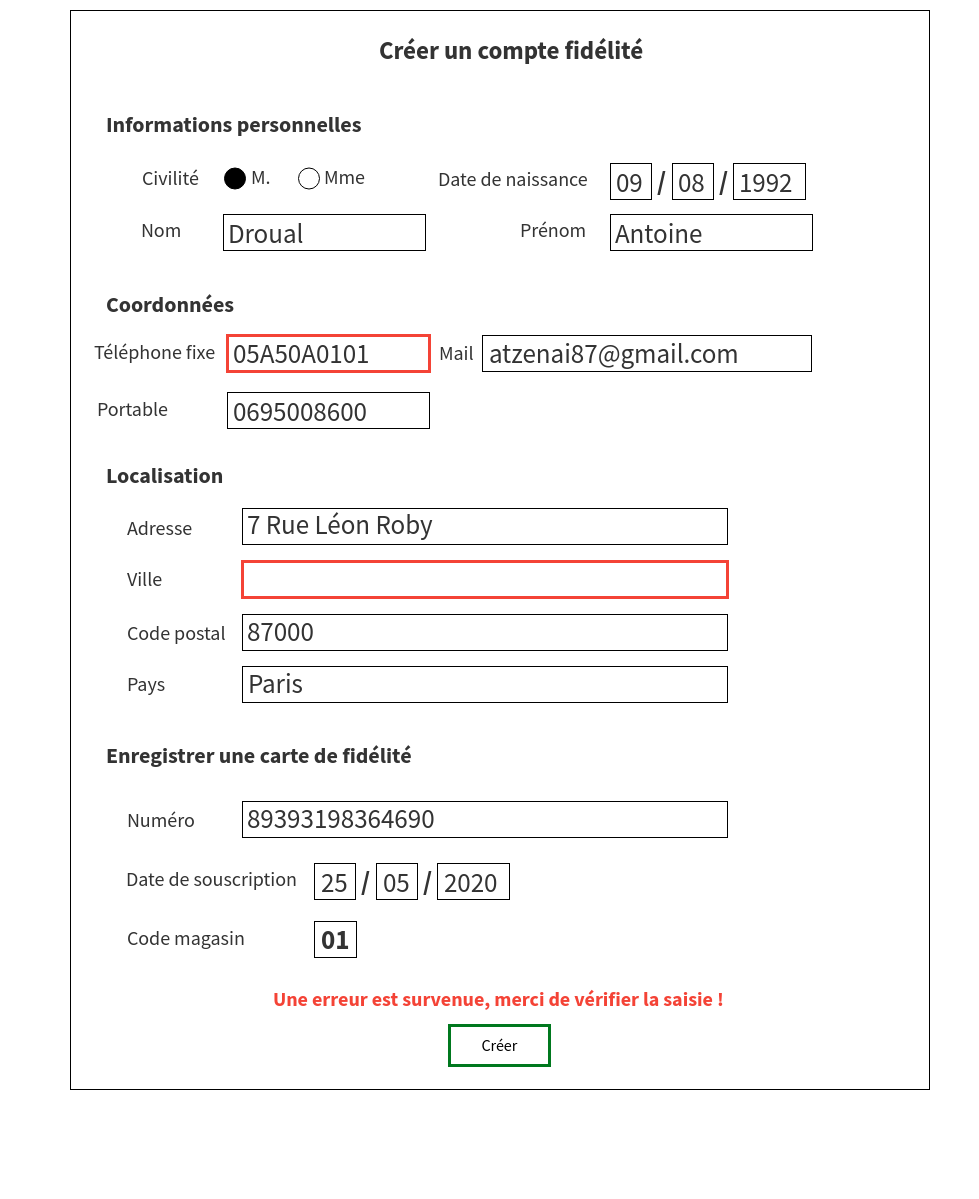 Créer un compte fidélité
Informations personnelles
Civilité M. Mme Date de naissance 09 / 08 / 1992
Nom Droual Prénom Antoine
Coordonnées
Téléphone fixe 05A50A0101 Mail atzenai87@gmail.com
Portable 0695008600
Localisation
Adresse 7 Rue Léon Roby
Ville
Code postal 87000
Pays Paris
Enregistrer une carte de fidélité
Numéro 89393198364690
Date de souscription 25 / 05 / 2020
Code magasin 01
Une erreur est survenue, merci de vérifier la saisie !
Créer